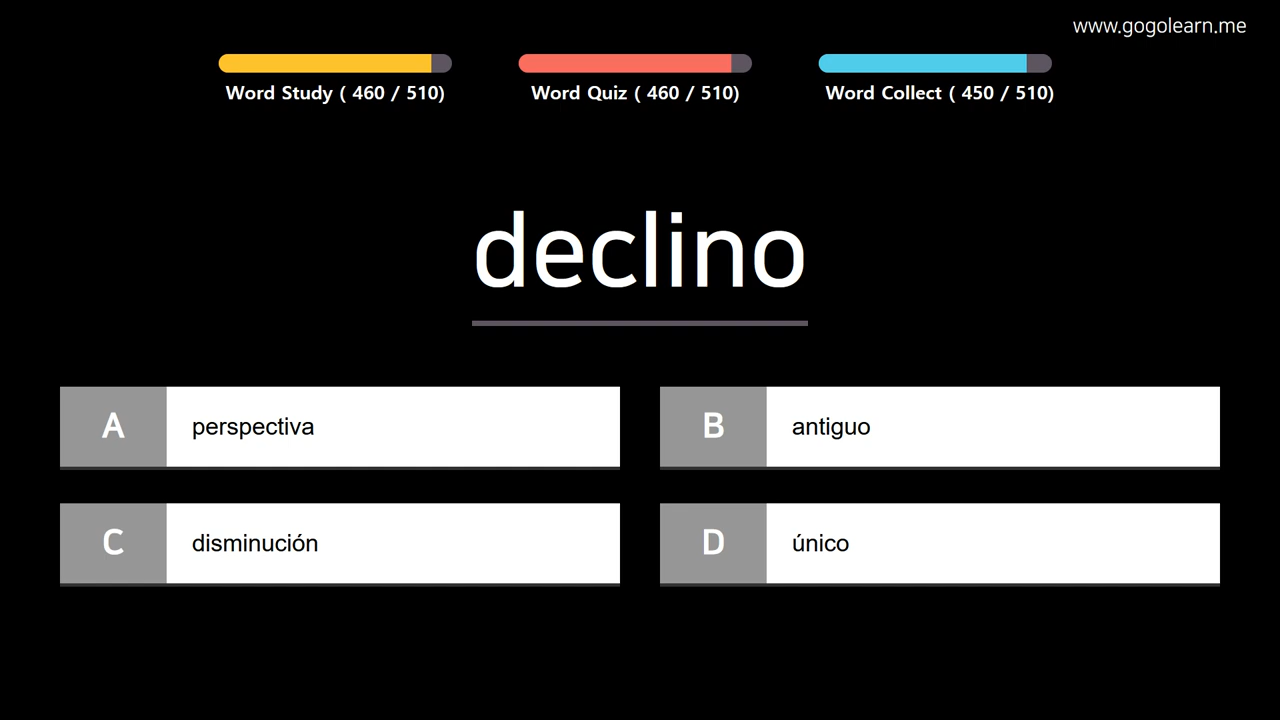 www.gogolearn.me
Word Study ( 460 / 510)
Word Quiz ( 460 / 510)
Word Collect ( 450 / 510)
declino
A perspectiva
B antiguo
C disminución
D único